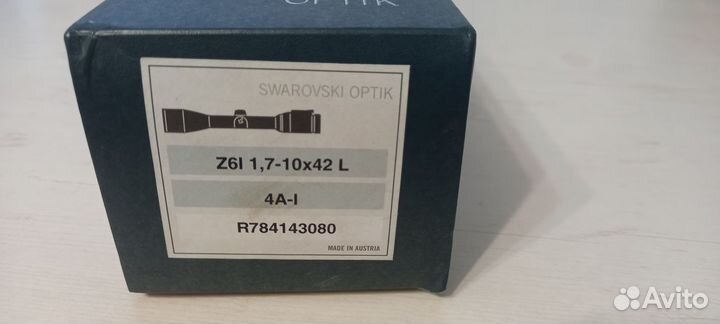 OPTIK
SWAROVSKI OPTIK
Z6I 1,7-10x42 L
4A-I
R784143080
MADE IN AUSTRIA
Avito